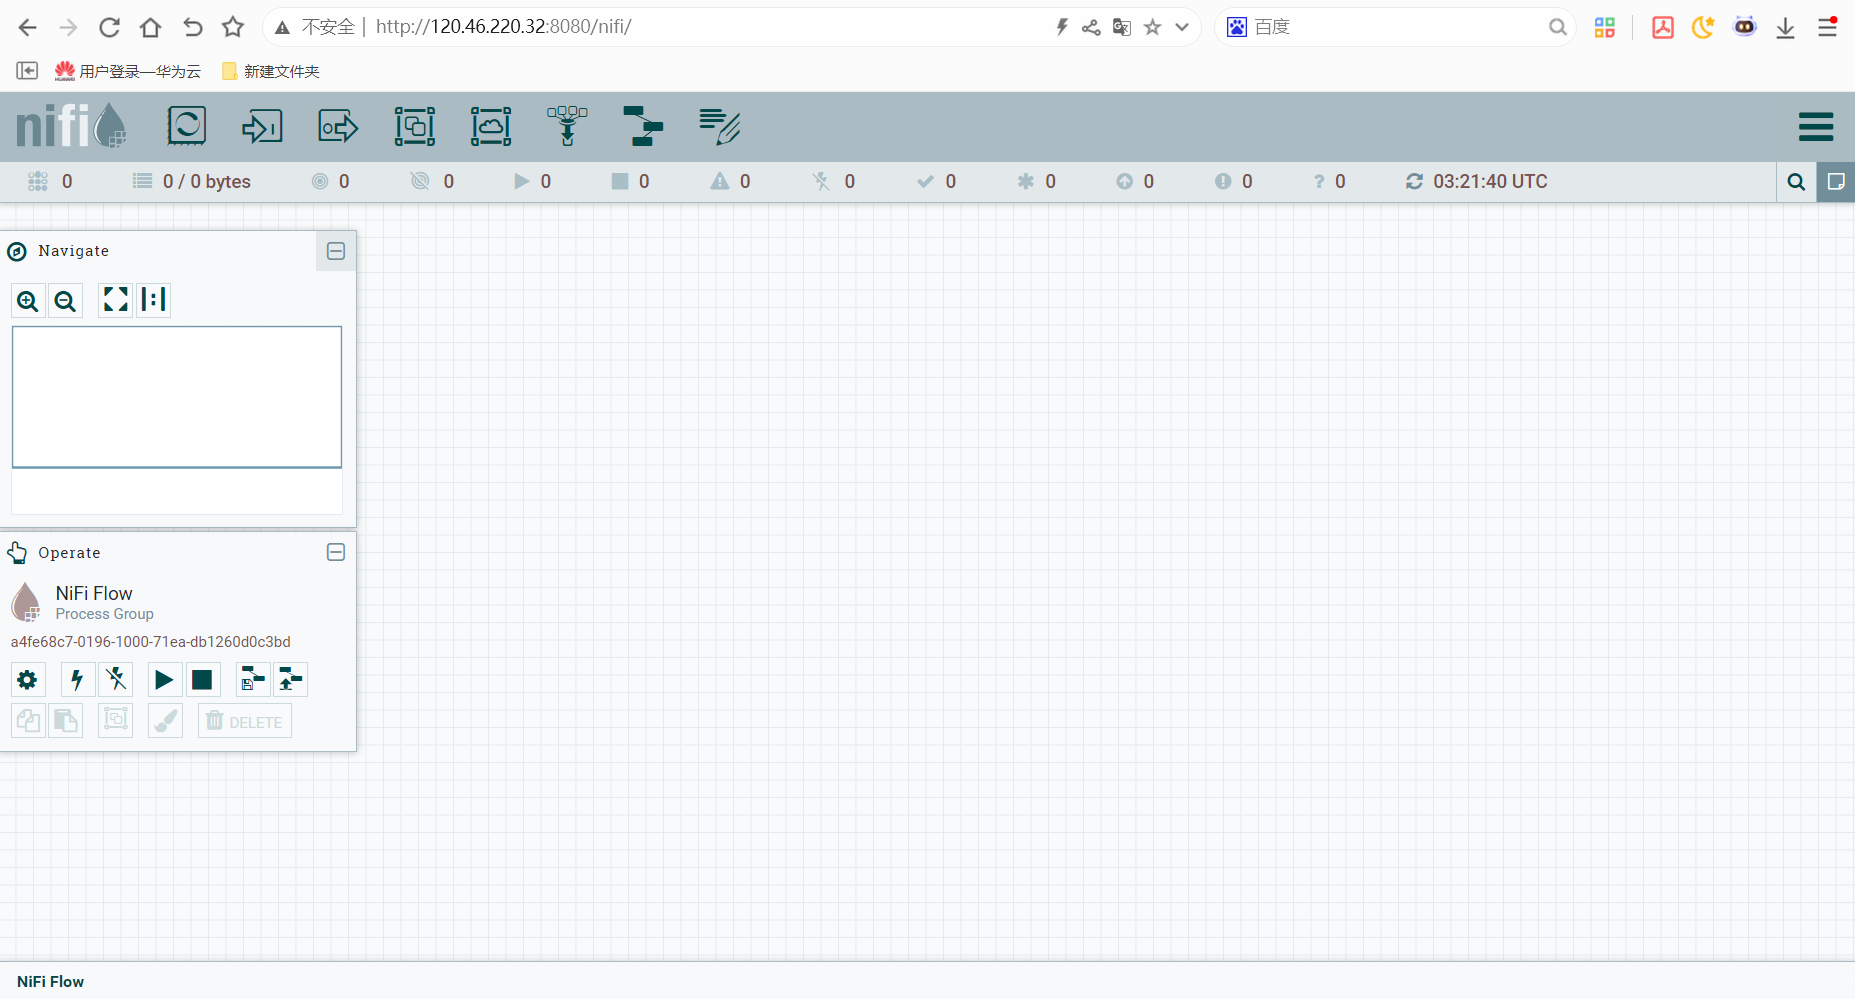 不安全 | http://120.46.220.32:8080/nifi/
百度
用户登录—华为云
新建文件夹
nifi
0
0 / 0 bytes
0
0
0
0
0
0
0
0
0
0
0
03:21:40 UTC
Navigate
Operate
NiFi Flow
Process Group
a4fe68c7-0196-1000-71ea-db1260d0c3bd
DELETE
NiFi Flow